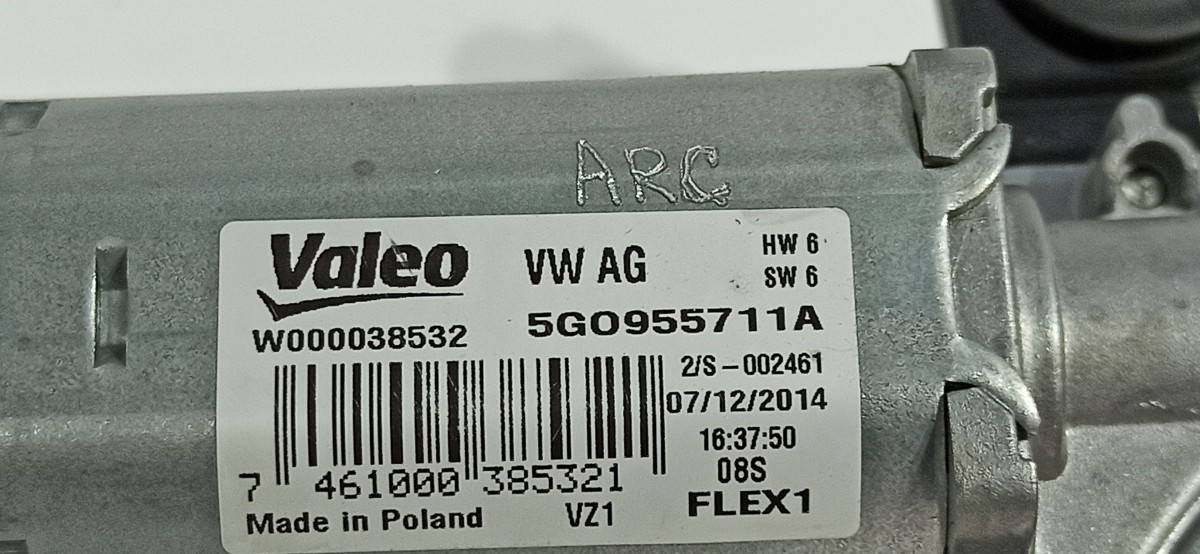 ARC
Valeo VW AG HW 6
SW 6
W000038532 5G0955711A
2/S-002461
07/12/2014
16:37:50
7 461000 385321 08S
Made in Poland VZ1 FLEX1